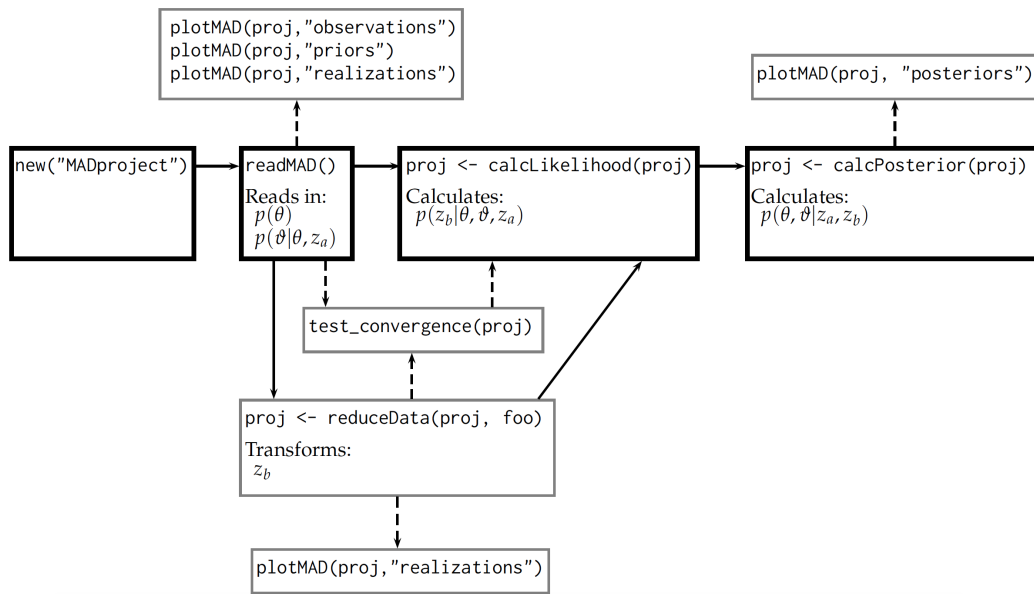 plotMAD(proj,"observations")
plotMAD(proj,"priors")
plotMAD(proj,"realizations")
plotMAD(proj, "posteriors")
new("MADproject")
readMAD()
Reads in:
p(θ)
p(ϑ|θ, z_a)
proj <- calcLikelihood(proj)
Calculates:
p(z_b|θ, ϑ, z_a)
proj <- calcPosterior(proj)
Calculates:
p(θ, ϑ|z_a, z_b)
test_convergence(proj)
proj <- reduceData(proj, foo)
Transforms:
z_b
plotMAD(proj,"realizations")